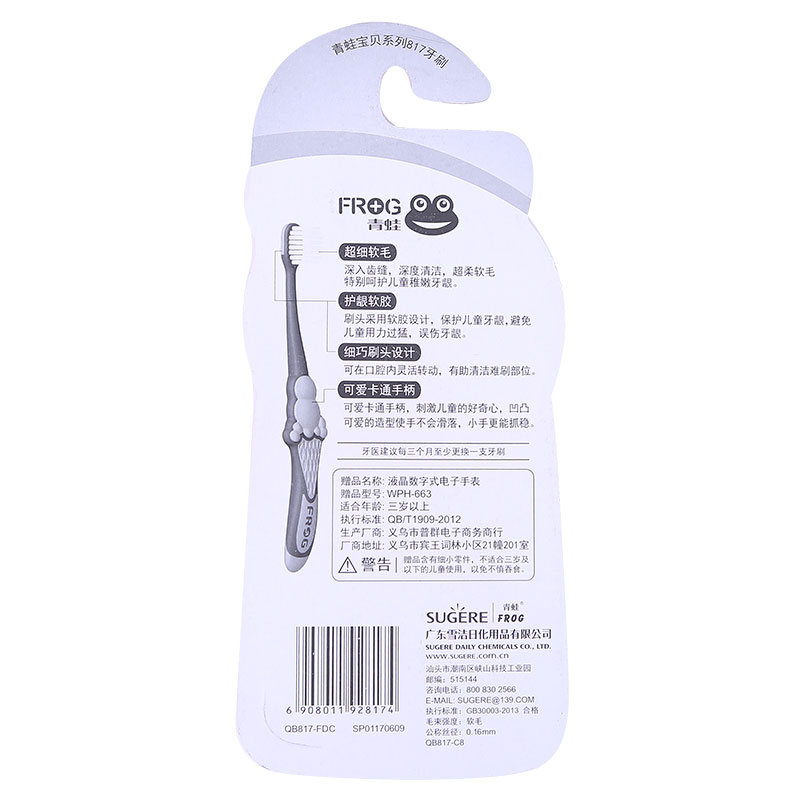 青蛙宝贝系列817牙刷
FROG
青蛙
超细软毛
深入齿缝，深度清洁，超柔软毛
特别呵护儿童稚嫩牙龈。
护龈软胶
刷头采用软胶设计，保护儿童牙龈，避免
儿童用力过猛，误伤牙龈。
细巧刷头设计
可在口腔内灵活转动，有助清洁难刷部位。
可爱卡通手柄
可爱卡通手柄，刺激儿童的好奇心，凹凸
可爱的造型使手不会滑落，小手更能抓稳。
FROG
牙医建议每三个月至少更换一支牙刷
赠品名称：液晶数字式电子手表
赠品型号：WPH-663
适合年龄：三岁以上
执行标准：QB/T1909-2012
生产厂商：义乌市普群电子商务商行
厂商地址：义乌市宾王词林小区21幢201室
警告
赠品含有细小零件，不适合三岁及
以下的儿童使用，以免不慎吞食。
SUGERE
青蛙®
FROG
广东雪洁日化用品有限公司
SUGERE DAILY CHEMICALS CO., LTD.
www.sugere.com.cn
汕头市潮南区峡山科技工业园
邮编：515144
咨询电话：800 830 2566
E-MAIL: SUGERE@139.COM
执行标准：GB30003-2013 合格
毛束强度：软毛
公称丝径：0.16mm
QB817-C8
6 908011 928174
QB817-FDC SP01170609